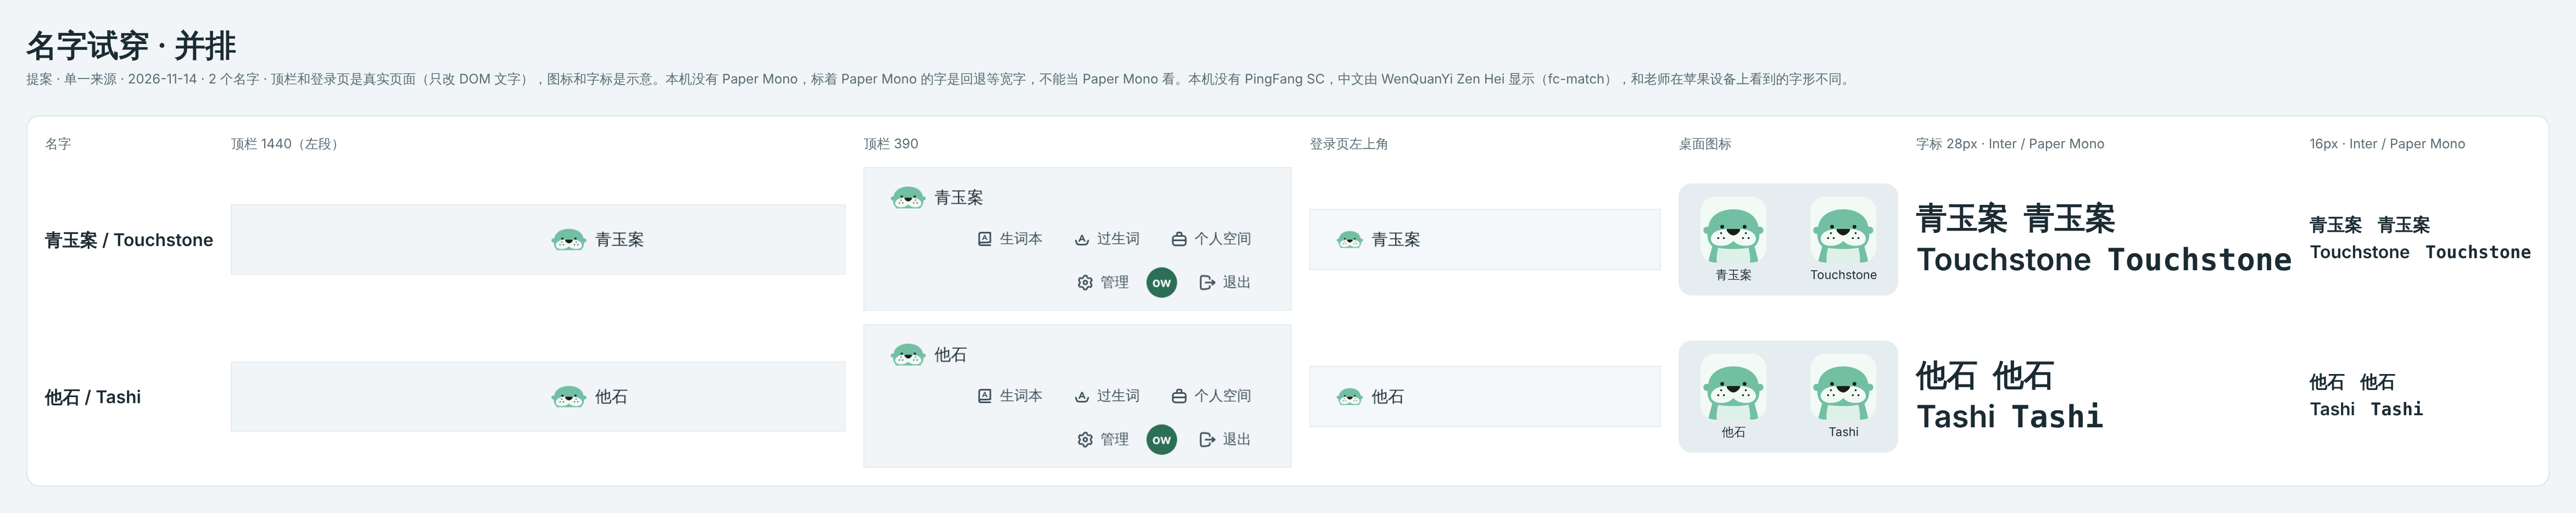 名字试穿 · 并排
提案 · 单一来源 · 2026-11-14 · 2 个名字 · 顶栏和登录页是真实页面（只改 DOM 文字），图标和字标是示意。本机没有 Paper Mono，标着 Paper Mono 的字是回退等宽字，不能当 Paper Mono 看。本机没有 PingFang SC，中文由 WenQuanYi Zen Hei 显示（fc-match），和老师在苹果设备上看到的字形不同。
名字 顶栏 1440（左段） 顶栏 390 登录页左上角 桌面图标 字标 28px · Inter / Paper Mono 16px · Inter / Paper Mono
青玉案 / Touchstone
青玉案
青玉案
生词本 过生词 个人空间
管理 ow 退出
青玉案
青玉案 Touchstone
青玉案 青玉案
Touchstone Touchstone
青玉案 青玉案
Touchstone Touchstone
他石 / Tashi
他石
他石
生词本 过生词 个人空间
管理 ow 退出
他石
他石 Tashi
他石 他石
Tashi Tashi
他石 他石
Tashi Tashi